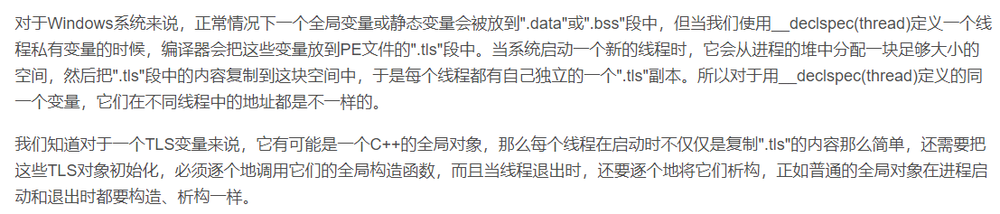 对于Windows系统来说，正常情况下一个全局变量或静态变量会被放到".data"或".bss"段中，但当我们使用__declspec(thread)定义一个线
程私有变量的时候，编译器会把这些变量放到PE文件的".tls"段中。当系统启动一个新的线程时，它会从进程的堆中分配一块足够大小的
空间，然后把".tls"段中的内容复制到这块空间中，于是每个线程都有自己独立的一个".tls"副本。所以对于用__declspec(thread)定义的同
一个变量，它们在不同线程中的地址都是不一样的。
我们知道对于一个TLS变量来说，它有可能是一个C++的全局对象，那么每个线程在启动时不仅仅是复制".tls"的内容那么简单，还需要把
这些TLS对象初始化，必须逐个地调用它们的全局构造函数，而且当线程退出时，还要逐个地将它们析构，正如普通的全局对象在进程启
动和退出时都要构造、析构一样。